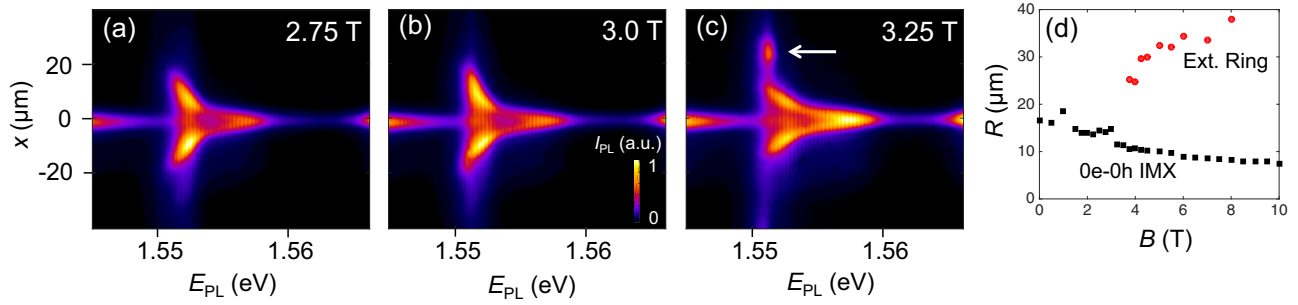 (a) 2.75 T
(b) 3.0 T
(c) 3.25 T
(d)
x (μm)
20
0
-20
I_PL (a.u.)
1
0
1.55 1.56
E_PL (eV)
1.55 1.56
E_PL (eV)
1.55 1.56
E_PL (eV)
R (μm)
40
30
20
10
0
Ext. Ring
0e-0h IMX
0 2 4 6 8 10
B (T)